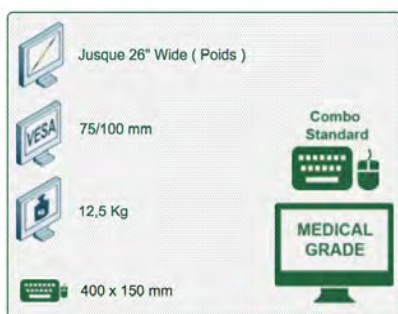 Jusque 26" Wide ( Poids )
VESA
75/100 mm
12,5 Kg
400 x 150 mm
Combo
Standard
MEDICAL
GRADE